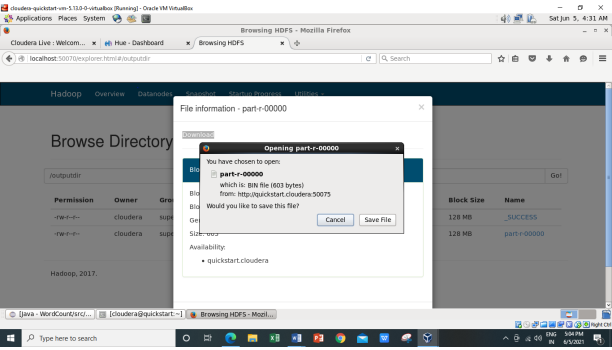 cloudera-quickstart-vm-5.13.0-0-virtualbox [Running] - Oracle VM VirtualBox
Applications Places System
Sat Jun 5, 4:31 AM
Browsing HDFS - Mozilla Firefox
Cloudera Live : Welcom... × Hue - Dashboard × Browsing HDFS ×
localhost:50070/explorer.html#/outputdir
Search
Hadoop Overview Datanodes Snapshot Startup Progress Utilities
File information - part-r-00000 ×
Download
Opening part-r-00000 ×
You have chosen to open:
part-r-00000
which is: BIN file (603 bytes)
from: http://quickstart.cloudera:50075
Would you like to save this file?
Cancel Save File
Browse Directory
/outputdir
Go!
Permission Owner Block Size Name
-rw-r--r-- cloudera 128 MB _SUCCESS
-rw-r--r-- cloudera 128 MB part-r-00000
Size: 603
Availability:
• quickstart.cloudera
Hadoop, 2017.
[Java - WordCount/src/... [cloudera@quickstart:~] Browsing HDFS - Mozil...
Right Ctrl
Type here to search
ENG 5:04 PM
IN 6/5/2021